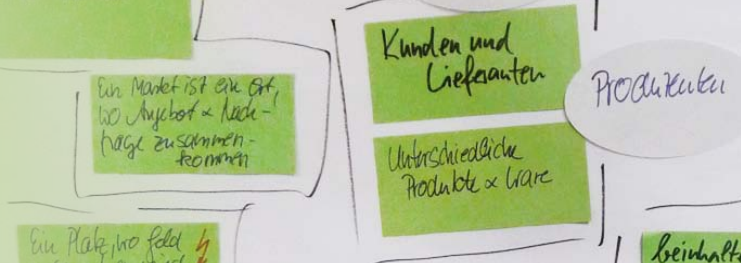 Ein Markt ist ein Ort,
wo Angebot & Nach-
frage zusammen-
kommen
Kunden und
Lieferanten
Produzenten
Unterschiedliche
Produkte & Ware
Ein Platz, wo Geld
beinhalt